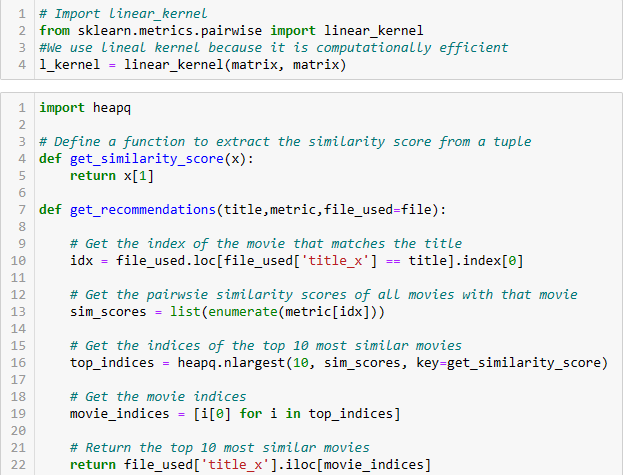 1 # Import linear_kernel
2 from sklearn.metrics.pairwise import linear_kernel
3 #We use lineal kernel because it is computationally efficient
4 l_kernel = linear_kernel(matrix, matrix)
1 import heapq
2
3 # Define a function to extract the similarity score from a tuple
4 def get_similarity_score(x):
5     return x[1]
6
7 def get_recommendations(title,metric,file_used=file):
8
9     # Get the index of the movie that matches the title
10     idx = file_used.loc[file_used['title_x'] == title].index[0]
11
12     # Get the pairwsie similarity scores of all movies with that movie
13     sim_scores = list(enumerate(metric[idx]))
14
15     # Get the indices of the top 10 most similar movies
16     top_indices = heapq.nlargest(10, sim_scores, key=get_similarity_score)
17
18     # Get the movie indices
19     movie_indices = [i[0] for i in top_indices]
20
21     # Return the top 10 most similar movies
22     return file_used['title_x'].iloc[movie_indices]